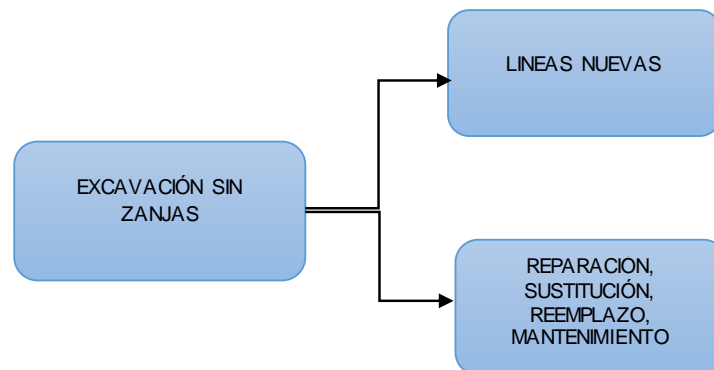 LINEAS NUEVAS
EXCAVACIÓN SIN
ZANJAS
REPARACION,
SUSTITUCIÓN,
REEMPLAZO,
MANTENIMIENTO